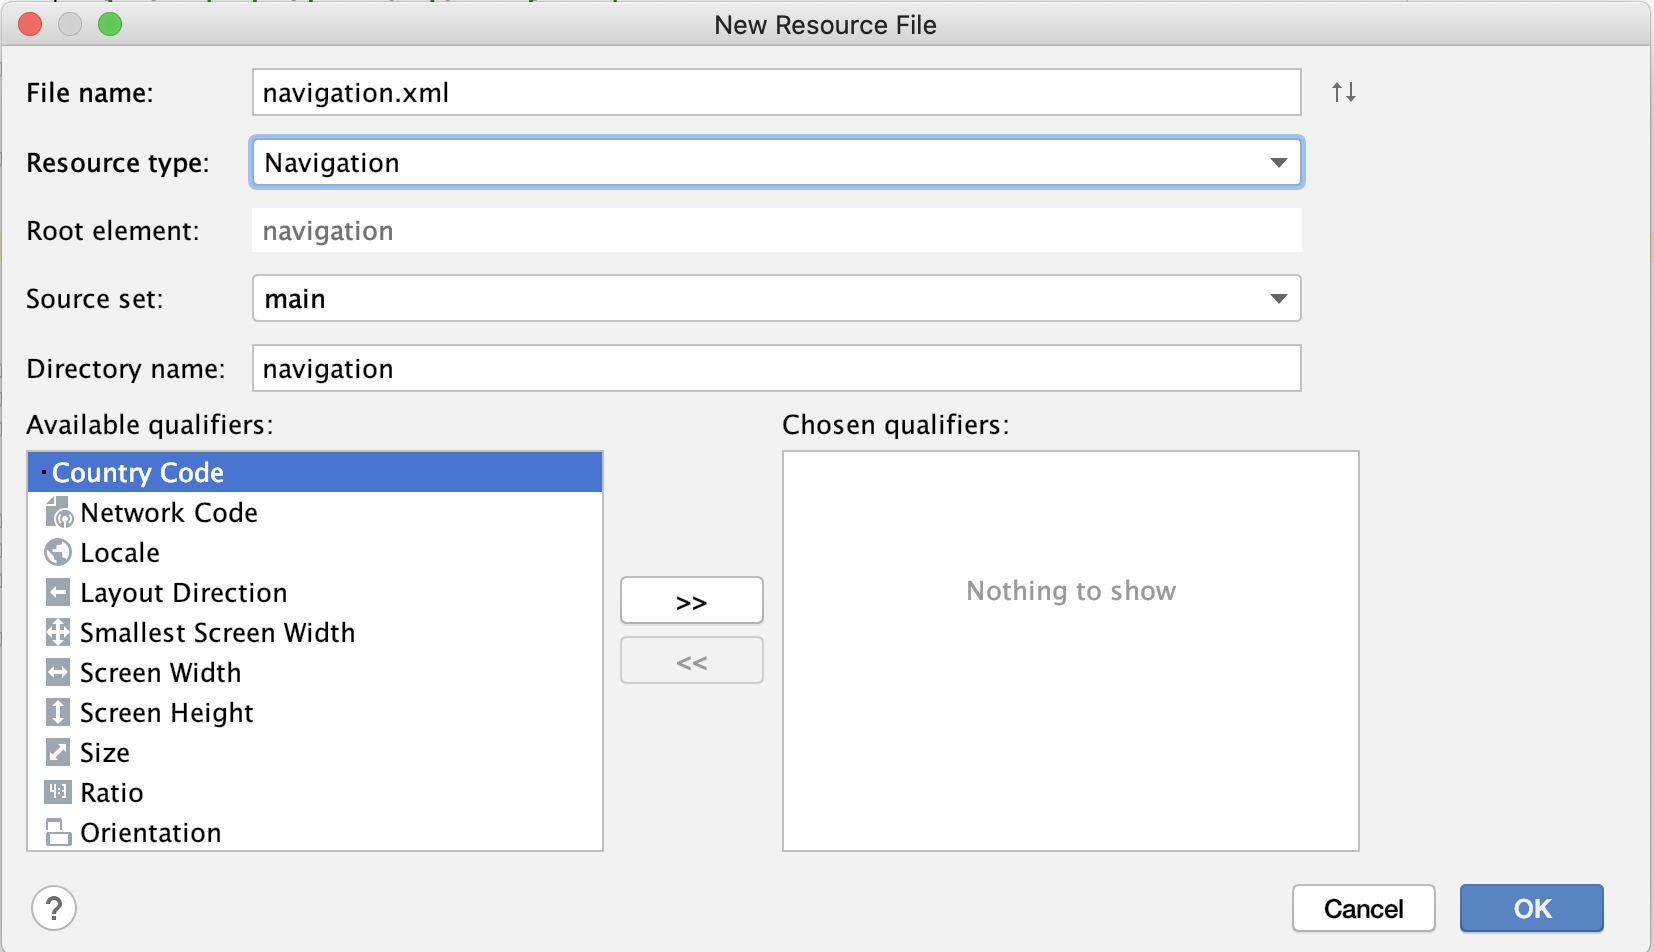 New Resource File
File name: navigation.xml
Resource type: Navigation
Root element: navigation
Source set: main
Directory name: navigation
Available qualifiers: Chosen qualifiers:
Country Code
Network Code
Locale
Layout Direction
Smallest Screen Width
Screen Width
Screen Height
Size
4:3 Ratio
Orientation
>>
<<
Nothing to show
?
Cancel OK